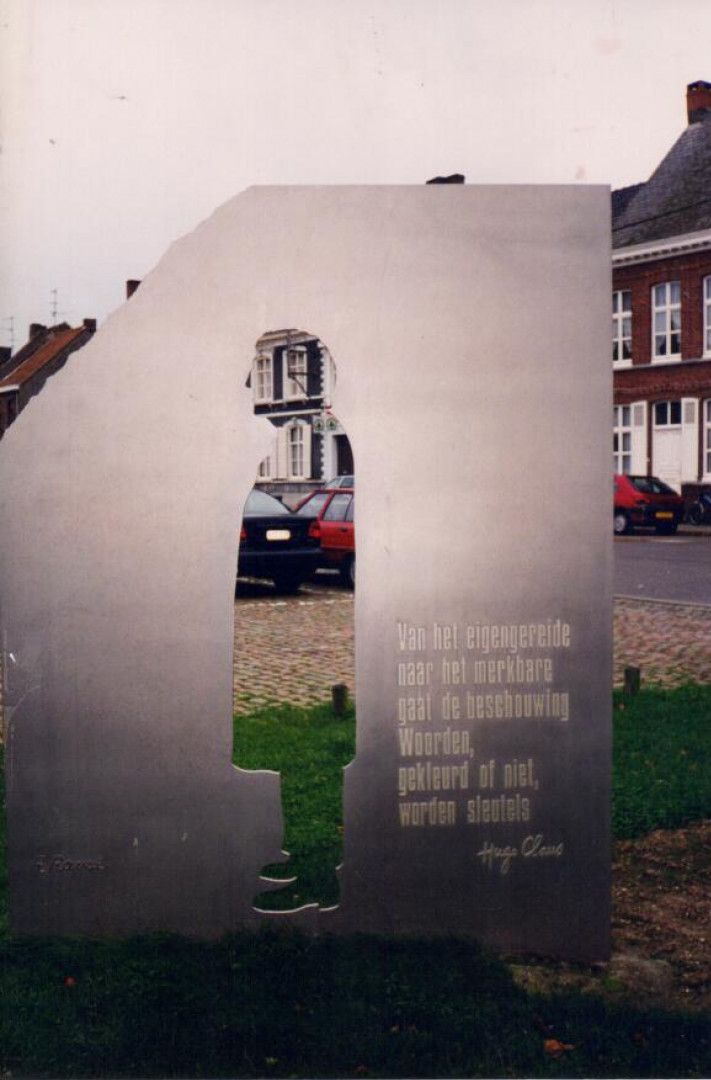 Van het eigengereide
naar het merkbare
gaat de beschouwing
Woorden,
gekleurd of niet,
worden sleutels
Hugo Claus